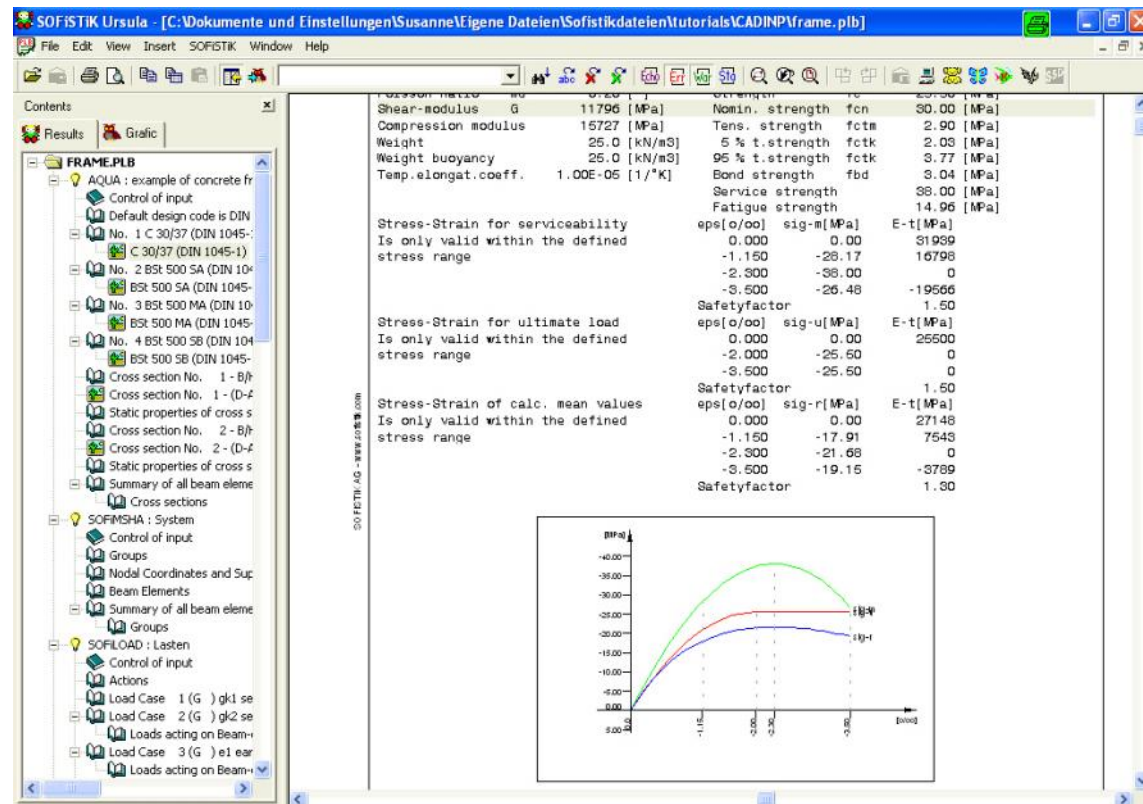 SOFiSTiK Ursula - [C:\Dokumente und Einstellungen\Susanne\Eigene Dateien\Sofistikdateien\tutorials\CADINP\frame.plb]
File Edit View Insert SOFiSTiK Window Help
Contents
Results Grafic
FRAME.PLB
AQUA : example of concrete fr
Control of input
Default design code is DIN
No. 1 C 30/37 (DIN 1045-
C 30/37 (DIN 1045-1)
No. 2 BSt 500 SA (DIN 10
BSt 500 SA (DIN 1045-
No. 3 BSt 500 MA (DIN 10
BSt 500 MA (DIN 1045-
No. 4 BSt 500 SB (DIN 104
BSt 500 SB (DIN 1045-
Cross section No. 1 - B/H
Cross section No. 1 - (D-A
Static properties of cross s
Cross section No. 2 - B/H
Cross section No. 2 - (D-A
Static properties of cross s
Summary of all beam eleme
Cross sections
SOFiMSHA : System
Control of input
Groups
Nodal Coordinates and Sup
Beam Elements
Summary of all beam eleme
Groups
SOFiLOAD : Lasten
Control of input
Actions
Load Case 1 (G ) gk1 se
Load Case 2 (G ) gk2 se
Loads acting on Beam-
Load Case 3 (G ) e1 ear
Loads acting on Beam-
Shear-modulus G 11796 [MPa] Nomin. strength fcn 30.00 [MPa]
Compression modulus 15727 [MPa] Tens. strength fctm 2.90 [MPa]
Weight 25.0 [kN/m3] 5 % t.strength fctk 2.03 [MPa]
Weight buoyancy 25.0 [kN/m3] 95 % t.strength fctk 3.77 [MPa]
Temp.elongat.coeff. 1.00E-05 [1/°K] Bond strength fbd 3.04 [MPa]
Service strength 38.00 [MPa]
Fatigue strength 14.96 [MPa]
Stress-Strain for serviceability eps[o/oo] sig-m[MPa] E-t[MPa]
Is only valid within the defined 0.000 0.00 31939
stress range -1.150 -28.17 16798
-2.300 -38.00 0
-3.500 -26.48 -19566
Safetyfactor 1.50
Stress-Strain for ultimate load eps[o/oo] sig-u[MPa] E-t[MPa]
Is only valid within the defined 0.000 0.00 25500
stress range -2.000 -25.50 0
-3.500 -25.50 0
Safetyfactor 1.50
Stress-Strain of calc. mean values eps[o/oo] sig-r[MPa] E-t[MPa]
Is only valid within the defined 0.000 0.00 27148
stress range -1.150 -17.91 7543
-2.300 -21.68 0
-3.500 -19.15 -3789
Safetyfactor 1.30
SOFiSTiK AG - www.sofistik.com
[MPa]
-40.00
-35.00
-30.00
-25.00
-20.00
-15.00
-10.00
-5.00
0.00
5.00
0.0
-1.15
-2.00
-2.30
-3.50
[o/oo]
sig-r